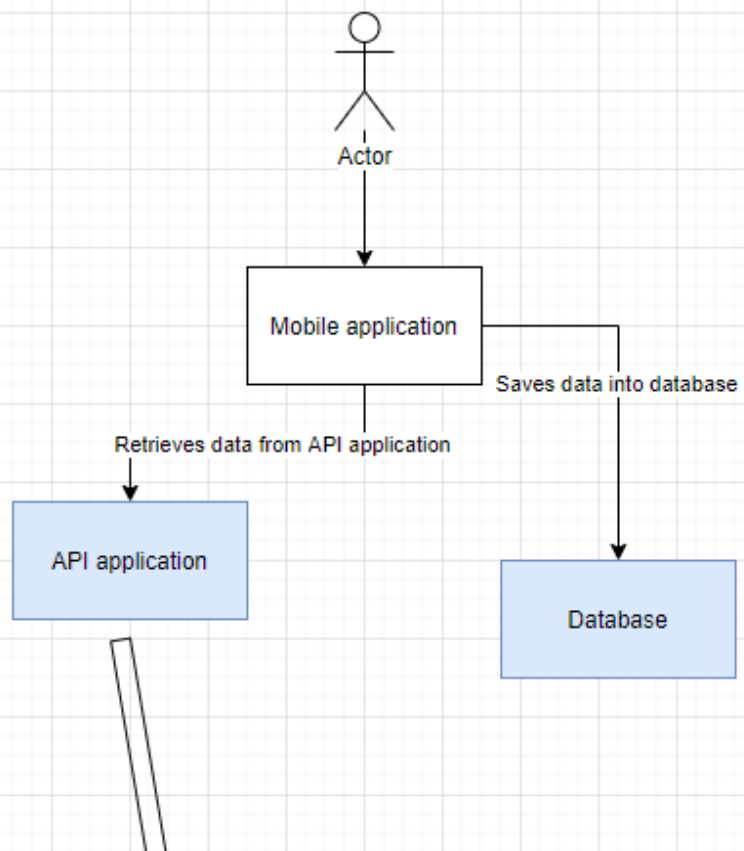 Actor
Mobile application
Saves data into database
Retrieves data from API application
API application
Database